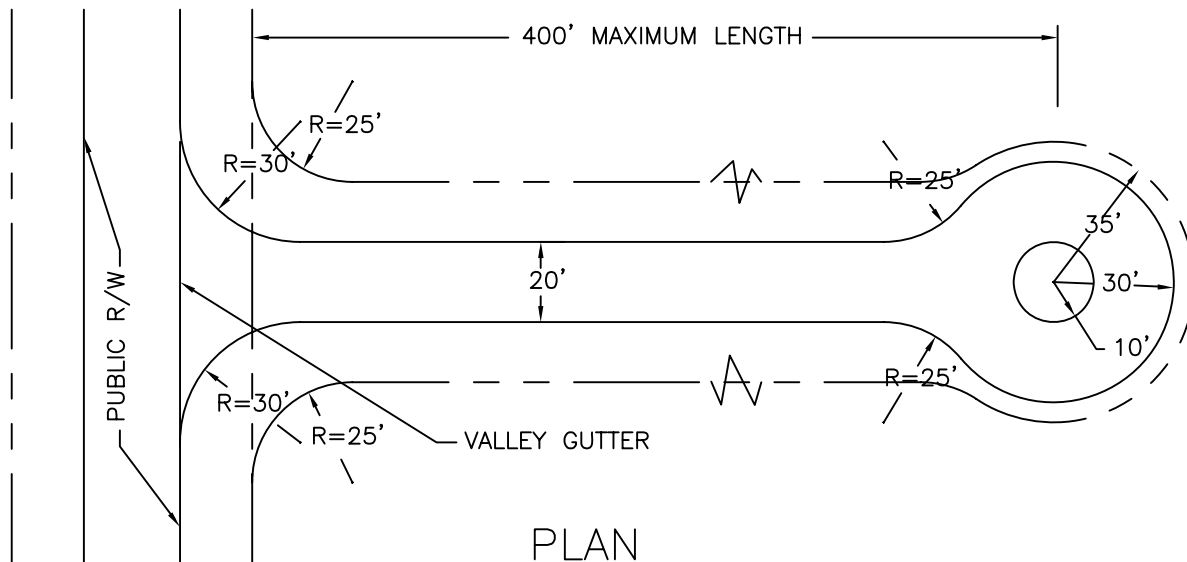 400' MAXIMUM LENGTH
R=25'
R=30'
R=25'
35'
20'
30'
PUBLIC R/W
10'
R=25'
R=30'
R=25'
VALLEY GUTTER
PLAN